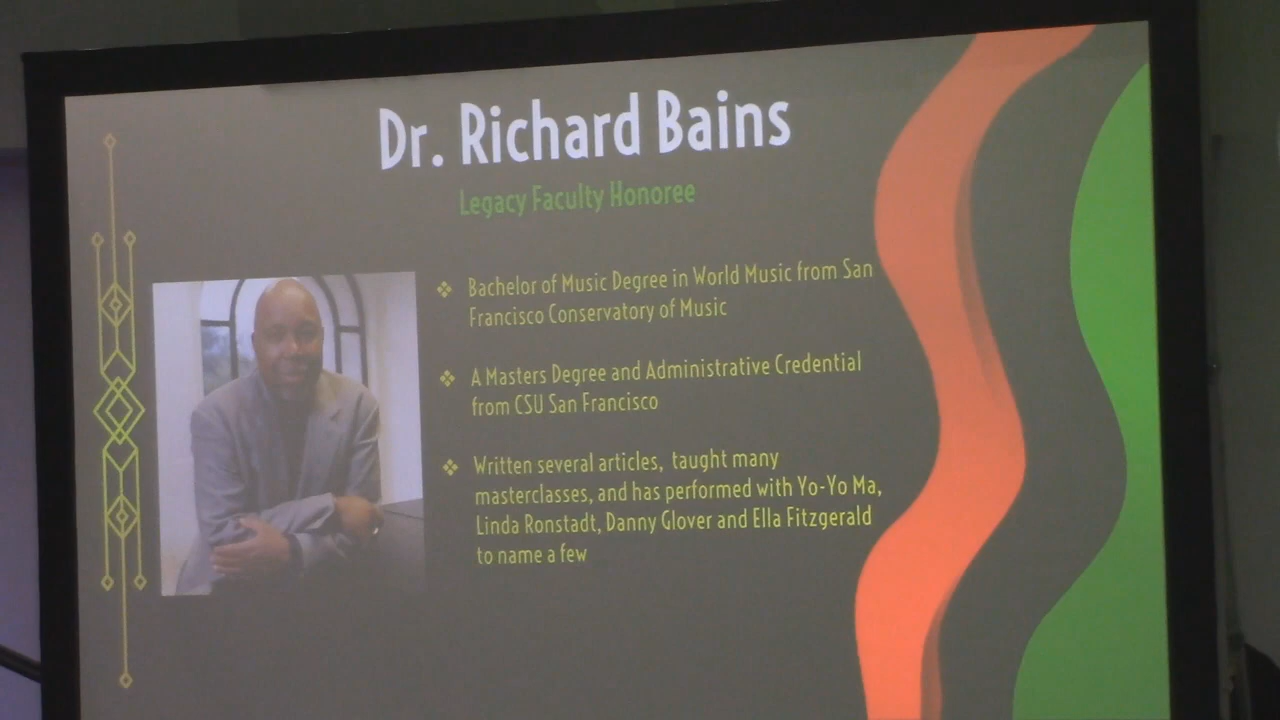 Dr. Richard Bains
Legacy Faculty Honoree
Bachelor of Music Degree in World Music from San
Francisco Conservatory of Music
A Masters Degree and Administrative Credential
from CSU San Francisco
Written several articles, taught many
masterclasses, and has performed with Yo-Yo Ma,
Linda Ronstadt, Danny Glover and Ella Fitzgerald
to name a few